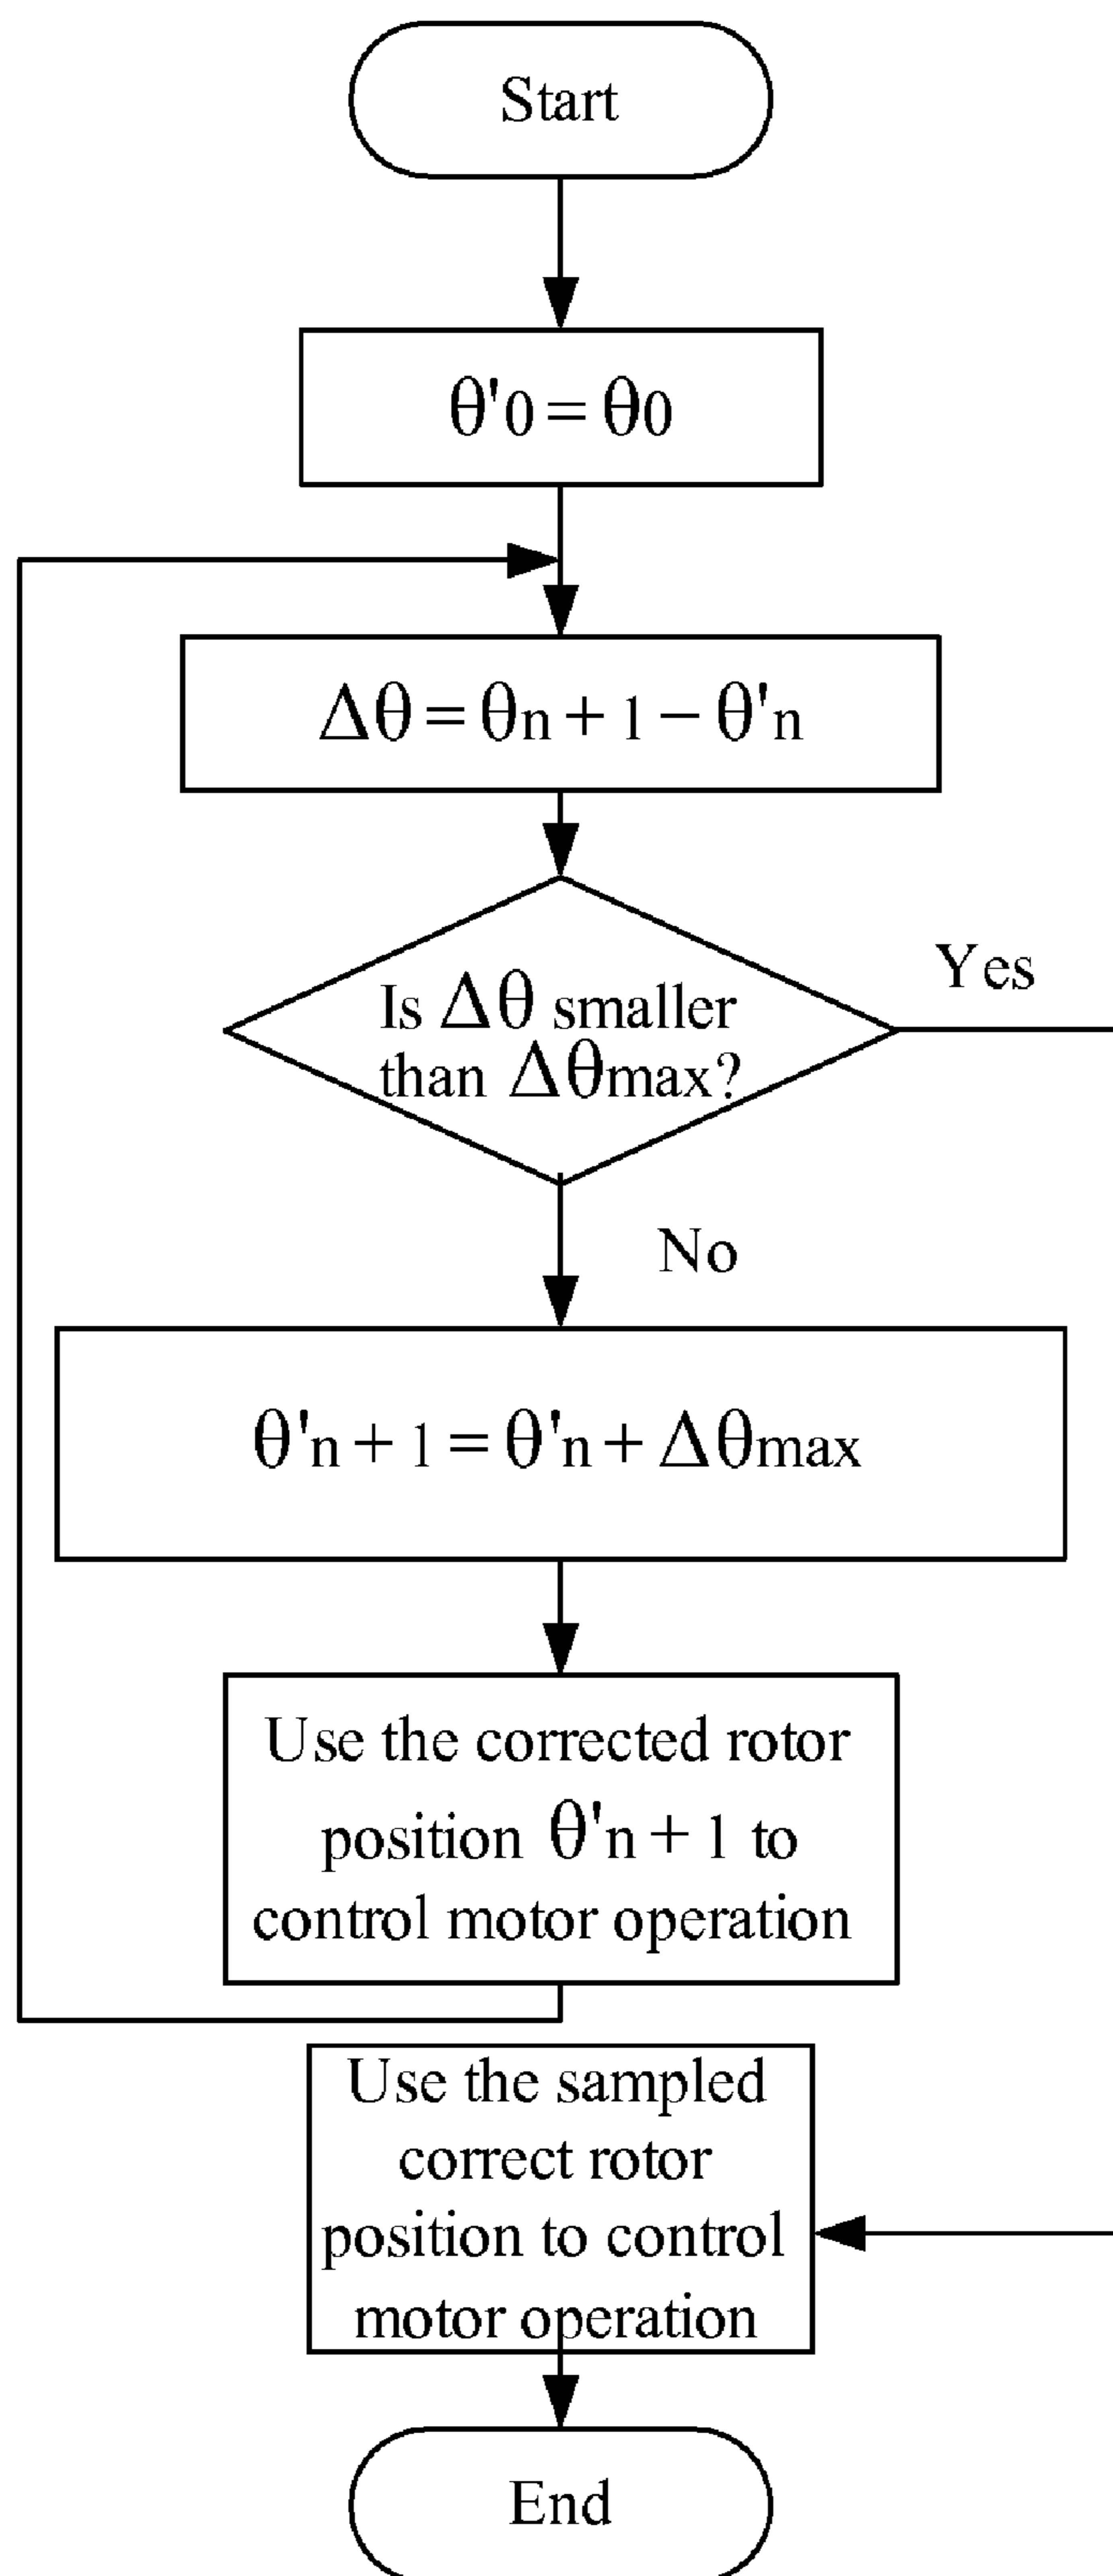 Start
θ'0 = θ0
Δθ = θn + 1 − θ'n
Is Δθ smaller
than Δθmax?
Yes
No
θ'n + 1 = θ'n + Δθmax
Use the corrected rotor
position θ'n + 1 to
control motor operation
Use the sampled
correct rotor
position to control
motor operation
End